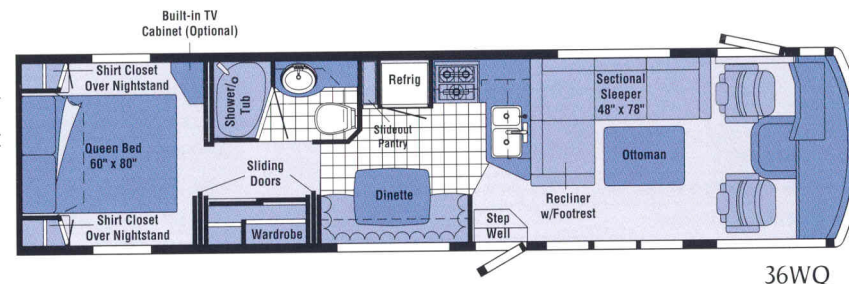 Built-in TV
Cabinet (Optional)
Shirt Closet
Over Nightstand
Queen Bed
60" x 80"
Shirt Closet
Over Nightstand
Shower/
Tub
Sliding
Doors
Wardrobe
Refrig
Slideout
Pantry
Dinette
Step
Well
Sectional
Sleeper
48" x 78"
Ottoman
Recliner
w/Footrest
36WQ